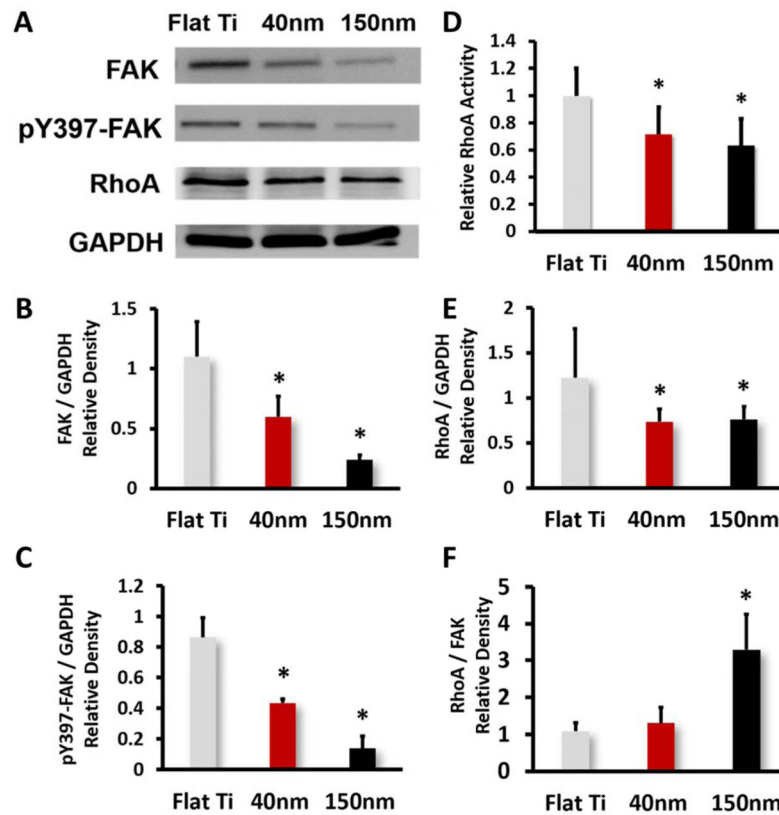 A
Flat Ti 40nm 150nm
FAK
pY397-FAK
RhoA
GAPDH
B
FAK / GAPDH
Relative Density
1.5
1
0.5
0
*
*
Flat Ti 40nm 150nm
C
pY397-FAK / GAPDH
Relative Density
1.2
1
0.8
0.6
0.4
0.2
0
*
*
Flat Ti 40nm 150nm
D
Relative RhoA Activity
1.4
1.2
1
0.8
0.6
0.4
0.2
0
*
*
Flat Ti 40nm 150nm
E
RhoA / GAPDH
Relative Density
2
1.5
1
0.5
0
*
*
Flat Ti 40nm 150nm
F
RhoA / FAK
Relative Density
5
4
3
2
1
0
*
Flat Ti 40nm 150nm